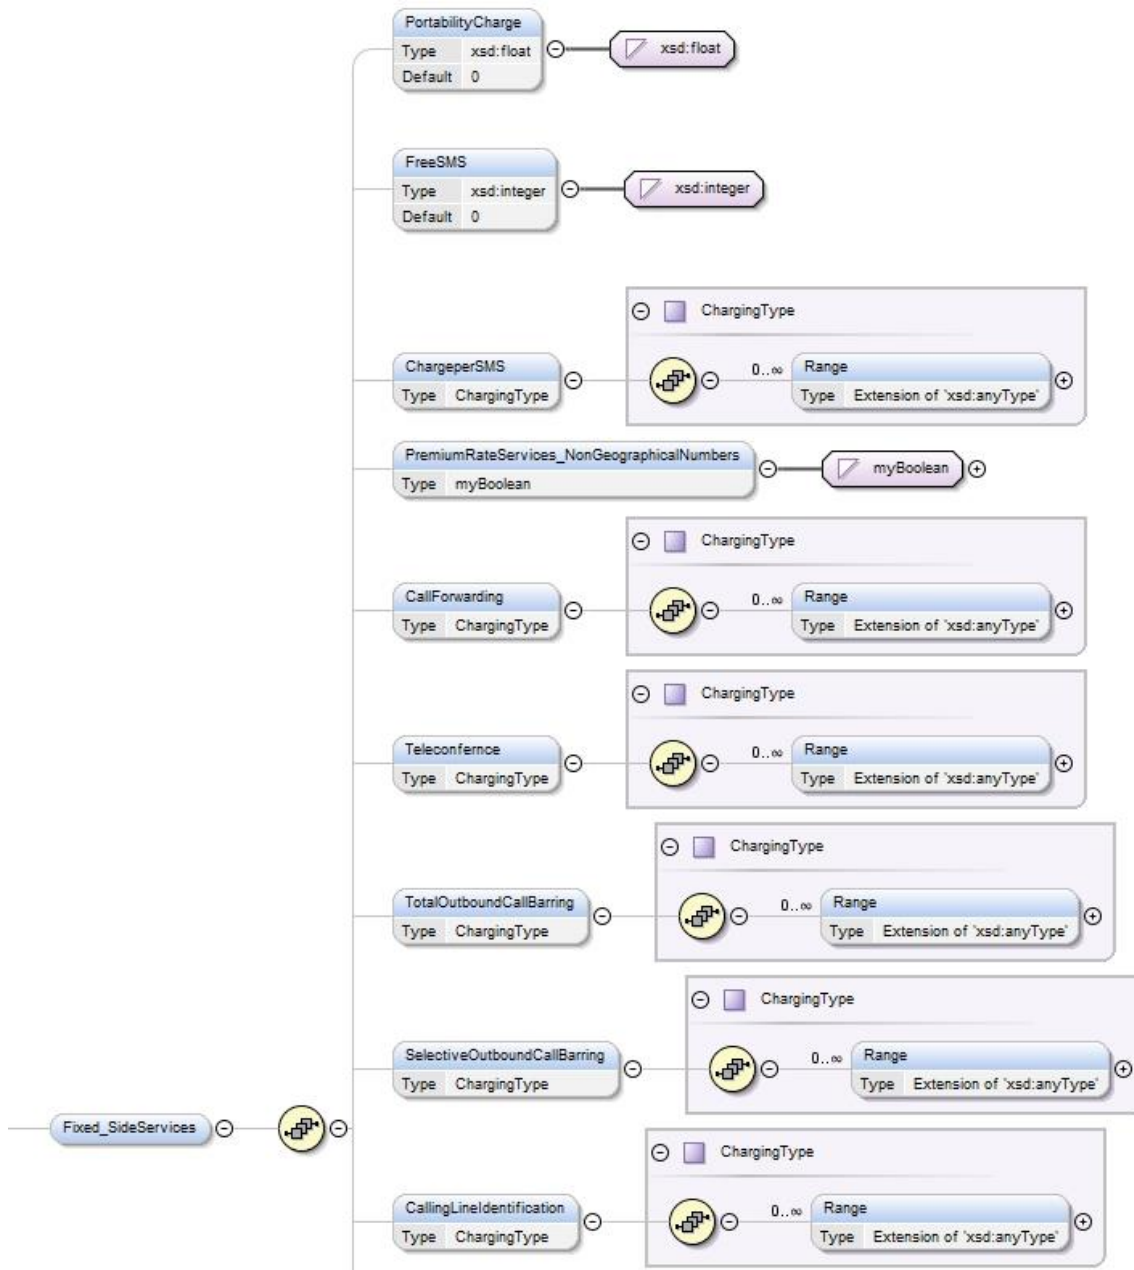 PortabilityCharge
Type xsd:float
Default 0
xsd:float
FreeSMS
Type xsd:integer
Default 0
xsd:integer
ChargingType
ChargeperSMS
Type ChargingType
0..∞
Range
Type Extension of 'xsd:anyType'
PremiumRateServices_NonGeographicalNumbers
Type myBoolean
myBoolean
ChargingType
CallForwarding
Type ChargingType
0..∞
Range
Type Extension of 'xsd:anyType'
ChargingType
Teleconfernce
Type ChargingType
0..∞
Range
Type Extension of 'xsd:anyType'
ChargingType
TotalOutboundCallBarring
Type ChargingType
0..∞
Range
Type Extension of 'xsd:anyType'
ChargingType
SelectiveOutboundCallBarring
Type ChargingType
0..∞
Range
Type Extension of 'xsd:anyType'
Fixed_SideServices
ChargingType
CallingLineIdentification
Type ChargingType
0..∞
Range
Type Extension of 'xsd:anyType'